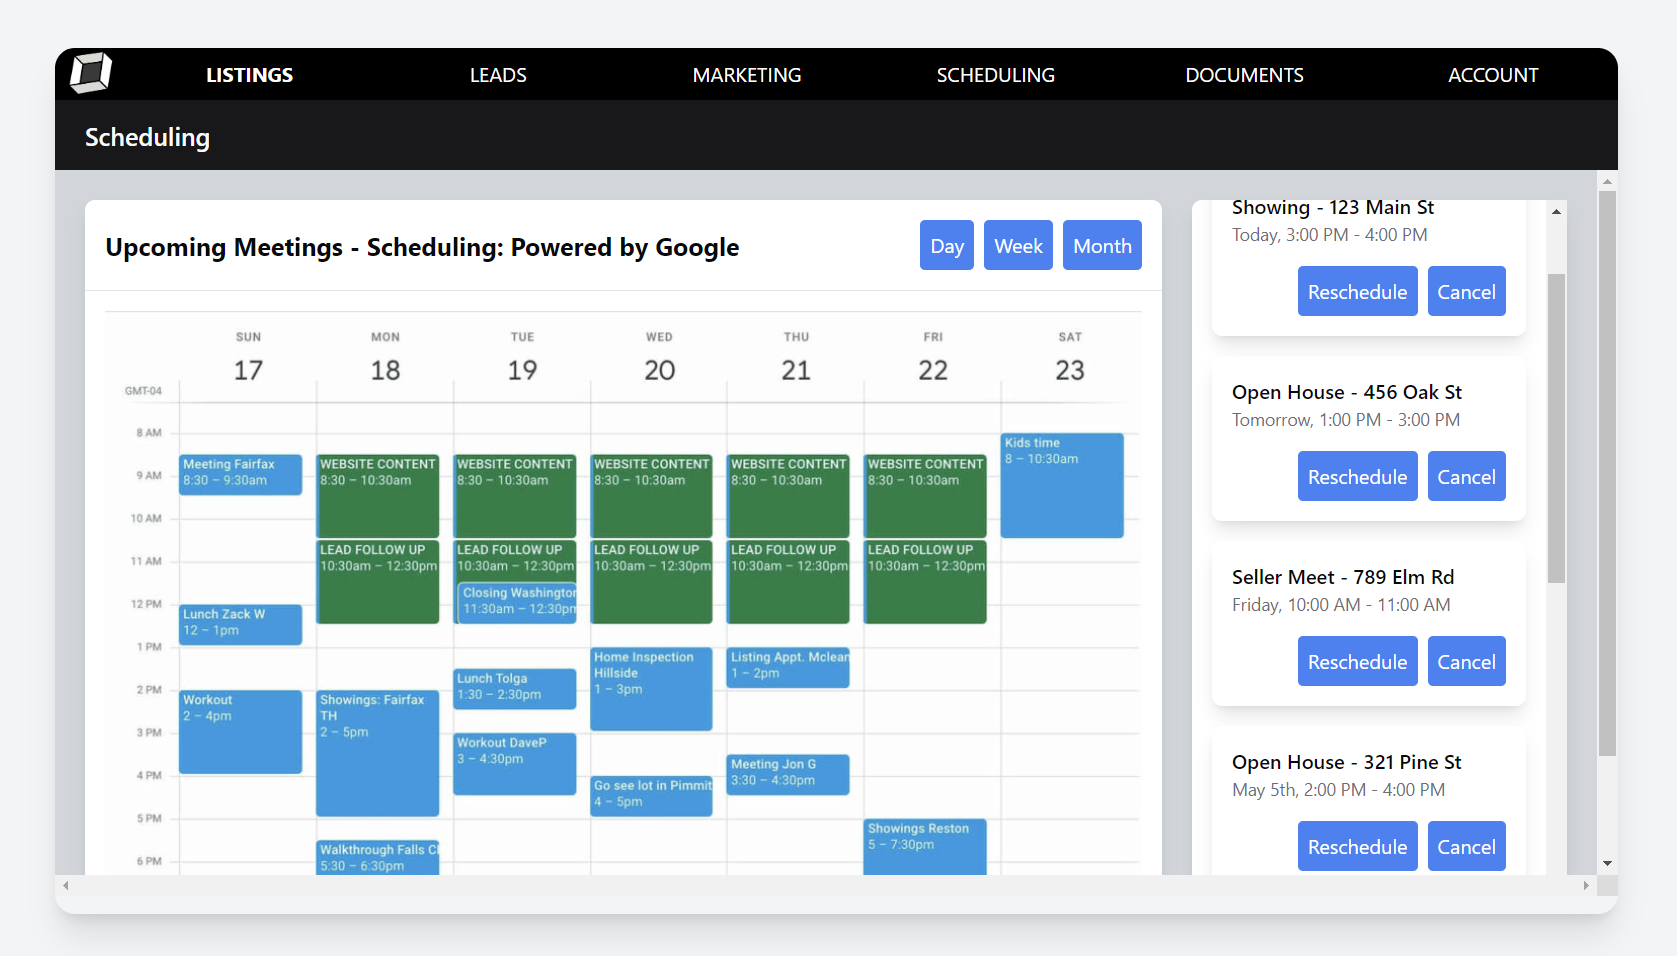 LISTINGS
LEADS
MARKETING
SCHEDULING
DOCUMENTS
ACCOUNT
Scheduling
Upcoming Meetings - Scheduling: Powered by Google
Day
Week
Month
SUN
MON
TUE
WED
THU
FRI
SAT
17
18
19
20
21
22
23
GMT-04
8 AM
9 AM
10 AM
11 AM
12 PM
1 PM
2 PM
3 PM
4 PM
5 PM
6 PM
Meeting Fairfax
8:30 – 9:30am
Lunch Zack W
12 – 1pm
Workout
2 – 4pm
WEBSITE CONTENT
8:30 – 10:30am
LEAD FOLLOW UP
10:30am – 12:30pm
Showings: Fairfax
TH
2 – 5pm
Walkthrough Falls
5:30 – 6:30pm
WEBSITE CONTENT
8:30 – 10:30am
LEAD FOLLOW UP
10:30am – 12:30pm
Closing Washington
11:30am – 12:30pm
Lunch Tolga
1:30 – 2:30pm
Workout DaveP
3 – 4:30pm
WEBSITE CONTENT
8:30 – 10:30am
LEAD FOLLOW UP
10:30am – 12:30pm
Home Inspection
Hillside
1 – 3pm
Go see lot in Pimmit
4 – 5pm
WEBSITE CONTENT
8:30 – 10:30am
LEAD FOLLOW UP
10:30am – 12:30pm
Listing Appt. Mclean
1 – 2pm
Meeting Jon G
3:30 – 4:30pm
WEBSITE CONTENT
8:30 – 10:30am
LEAD FOLLOW UP
10:30am – 12:30pm
Showings Reston
5 – 7:30pm
Kids time
8 – 10:30am
Showing - 123 Main St
Today, 3:00 PM - 4:00 PM
Reschedule
Cancel
Open House - 456 Oak St
Tomorrow, 1:00 PM - 3:00 PM
Reschedule
Cancel
Seller Meet - 789 Elm Rd
Friday, 10:00 AM - 11:00 AM
Reschedule
Cancel
Open House - 321 Pine St
May 5th, 2:00 PM - 4:00 PM
Reschedule
Cancel